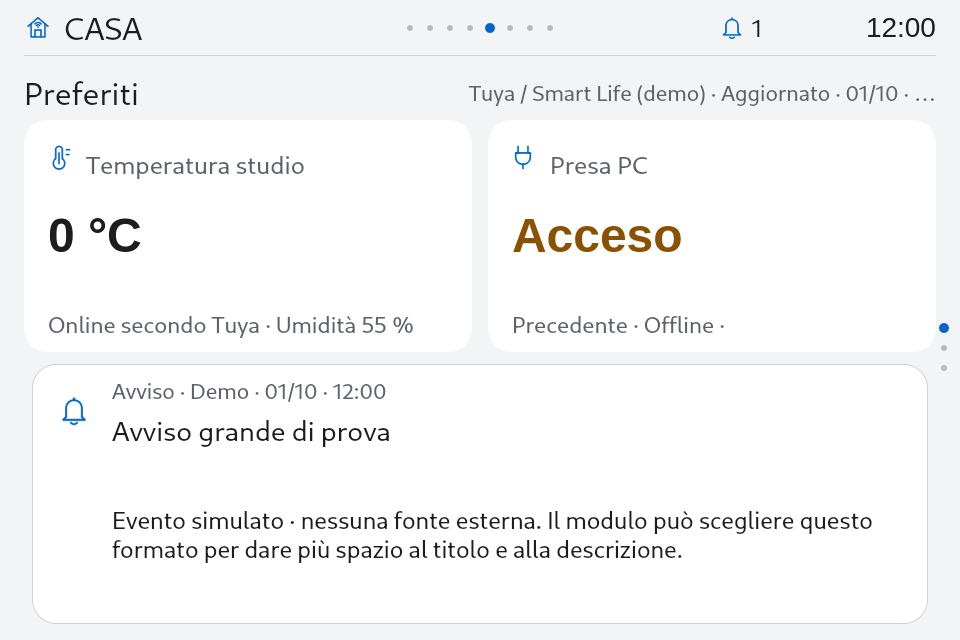 CASA
1
12:00
Preferiti
Tuya / Smart Life (demo) · Aggiornato · 01/10 · …
Temperatura studio
0 °C
Online secondo Tuya · Umidità 55 %
Presa PC
Acceso
Precedente · Offline ·
Avviso · Demo · 01/10 · 12:00
Avviso grande di prova
Evento simulato · nessuna fonte esterna. Il modulo può scegliere questo
formato per dare più spazio al titolo e alla descrizione.